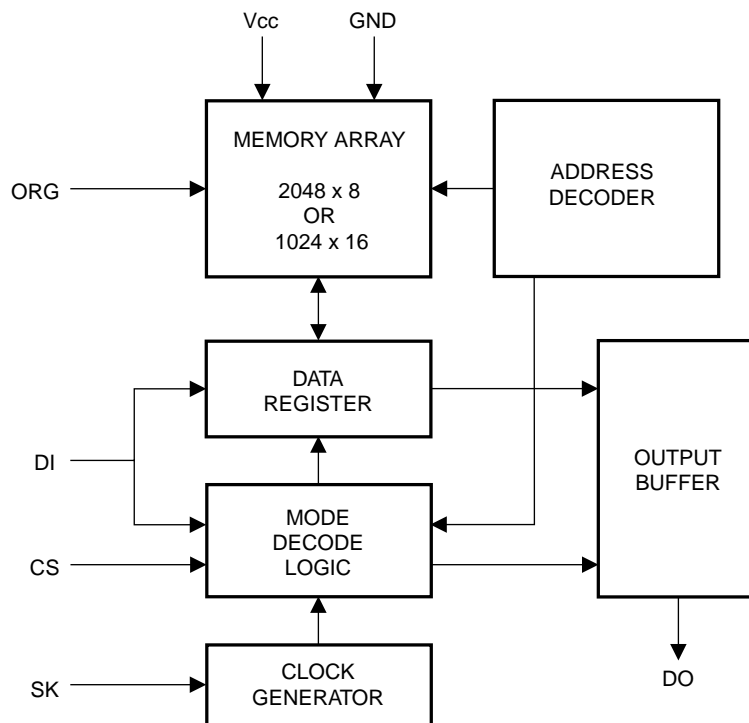 Vcc
GND
MEMORY ARRAY
2048 x 8
OR
1024 x 16
ADDRESS
DECODER
ORG
DATA
REGISTER
DI
OUTPUT
BUFFER
MODE
DECODE
LOGIC
CS
CLOCK
GENERATOR
SK
DO